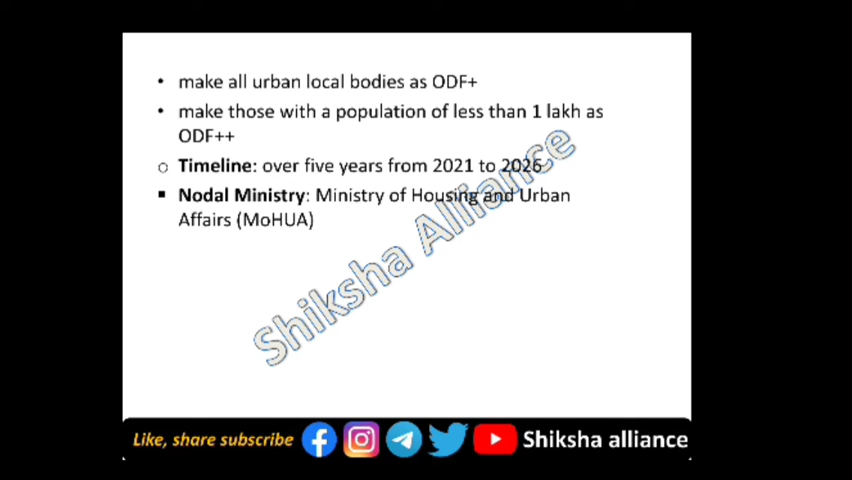 • make all urban local bodies as ODF+
• make those with a population of less than 1 lakh as
ODF++
o Timeline: over five years from 2021 to 2026
▪ Nodal Ministry: Ministry of Housing and Urban
Affairs (MoHUA)
Shiksha Alliance
Like, share subscribe
Shiksha alliance